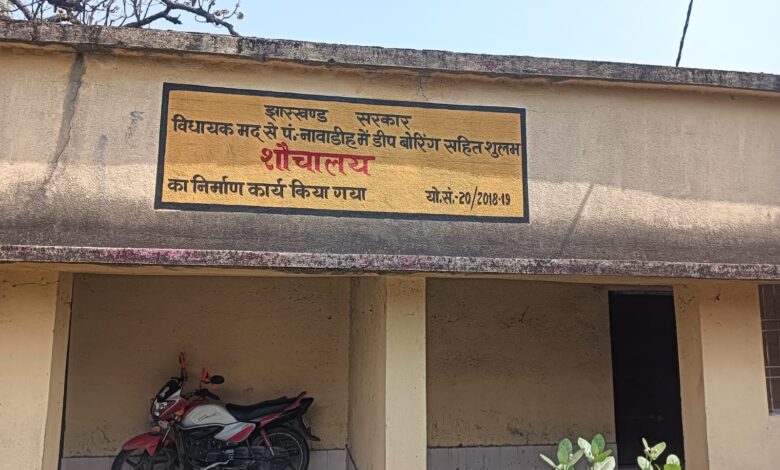 झारखण्ड सरकार
विधायक मद से पं.-नावाडीह में डीप बोरिंग सहित शुलभ
शौचालय
का निर्माण कार्य किया गया यो.सं.-20/2018-19